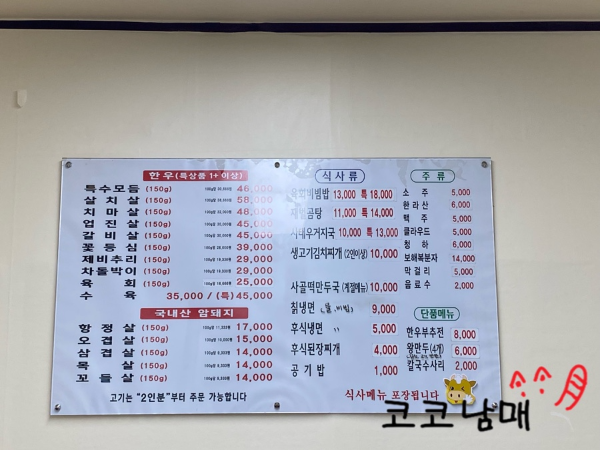 한우(특상품 1+ 이상)
특수모듬 (150g) 46,000
살치살 (150g) 58,000
치마살 (150g) 48,000
업진살 (150g) 45,000
갈비살 (150g) 45,000
꽃등심 (150g) 39,000
제비추리 (150g) 29,000
차돌박이 (150g) 29,000
육회 (150g) 25,000
수육 35,000 / (특)45,000
국내산 암돼지
항정살 (150g) 17,000
오겹살 (150g) 15,000
삼겹살 (150g) 14,000
목살 (150g) 14,000
꼬들살 (150g) 14,000
고기는 "2인분"부터 주문 가능합니다
식사류
육회비빔밥 13,000 특 18,000
곰탕 11,000 특 14,000
우거지국 10,000 특 13,000
생고기김치찌개 (2인이상) 10,000
사골떡만두국 (계절메뉴) 10,000
칡냉면 (물,비빔) 9,000
후식냉면 〃 5,000
후식된장찌개 4,000
공기밥 1,000
식사메뉴 포장됩니다
주류
소주 5,000
한라산 6,000
맥주 5,000
클라우드 5,000
청하 6,000
보해복분자 14,000
막걸리 5,000
음료수 2,000
단품메뉴
한우부추전 8,000
왕만두(4개) 6,000
칼국수사리 2,000
코코남매